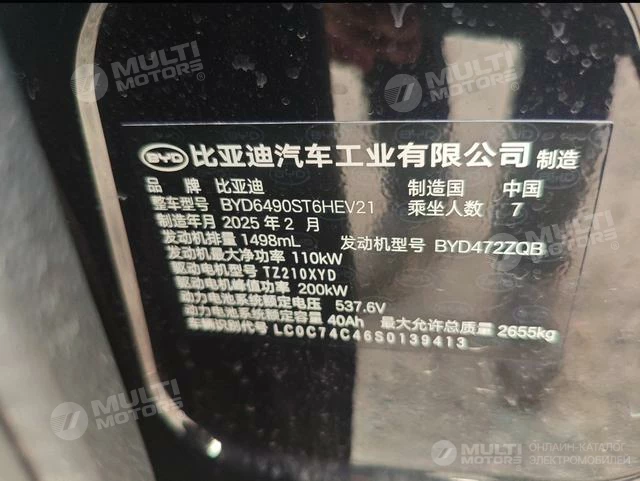 MULTI MOTORS®
MULTI MOTORS
BYD 比亚迪汽车工业有限公司 制造
品 牌 比亚迪 制造国 中国
整车型号 BYD6490ST6HEV21 乘坐人数 7
制造年月 2025年2月
发动机排量 1498mL 发动机型号 BYD472ZQB
发动机最大净功率 110kW
驱动电机型号 TZ210XYD
驱动电机峰值功率 200kW
动力电池系统额定电压 537.6V
动力电池系统额定容量 40Ah 最大允许总质量 2655kg
车辆识别代号 LC0C74C46S0139413
MULTI MOTORS
MULTI MOTORS
ОНЛАЙН-КАТАЛОГ
ЭЛЕКТРОМОБИЛЕЙ